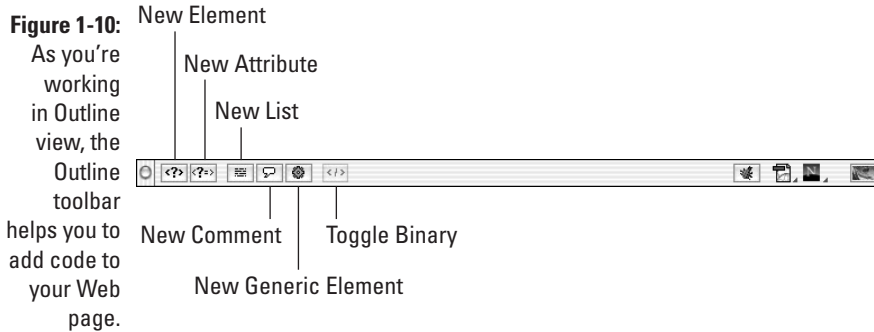 Figure 1-10:
As you're
working
in Outline
view, the
Outline
toolbar
helps you to
add code to
your Web
page.
New Element
New Attribute
New List
<?>
<?=>
</>
N
New Comment
Toggle Binary
New Generic Element